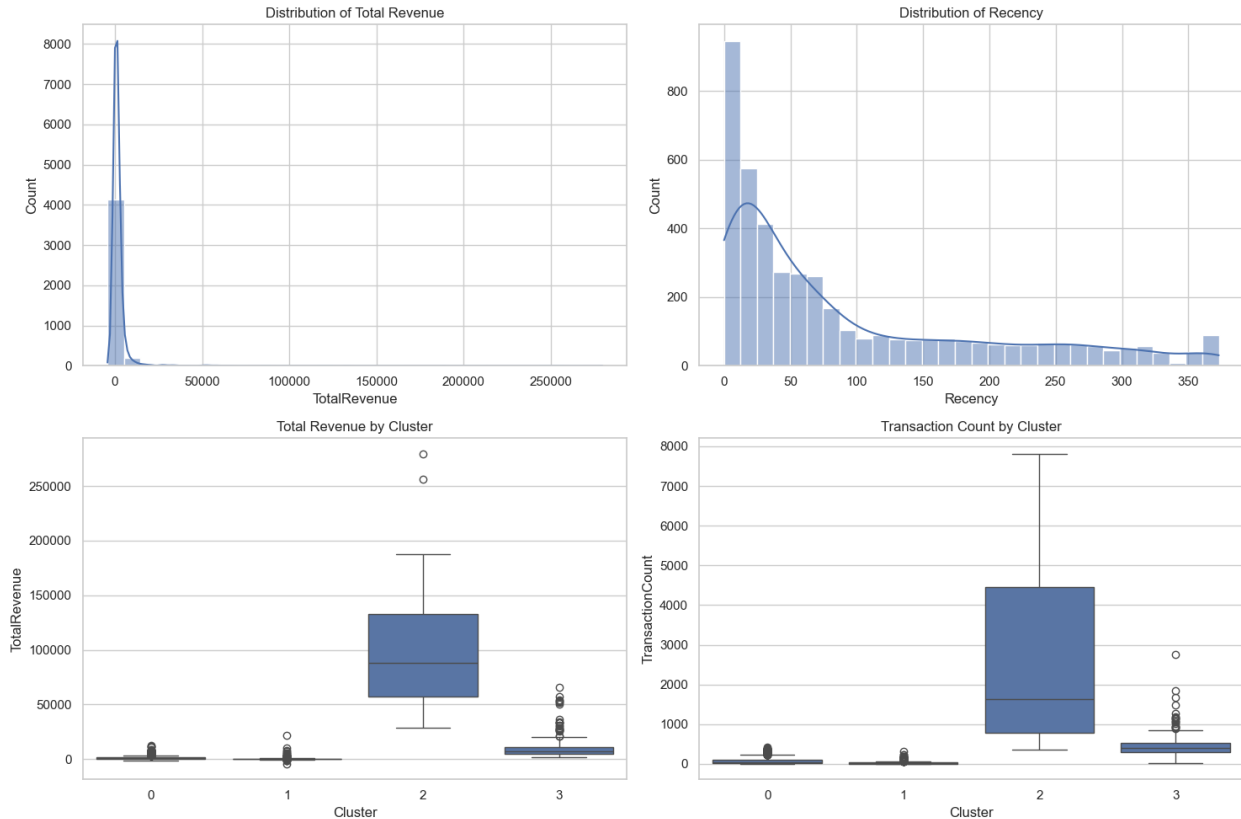 Distribution of Total Revenue
Count
8000
7000
6000
5000
4000
3000
2000
1000
0
0 50000 100000 150000 200000 250000
TotalRevenue
Distribution of Recency
Count
800
600
400
200
0
0 50 100 150 200 250 300 350
Recency
Total Revenue by Cluster
TotalRevenue
250000
200000
150000
100000
50000
0
0 1 2 3
Cluster
Transaction Count by Cluster
TransactionCount
8000
7000
6000
5000
4000
3000
2000
1000
0
0 1 2 3
Cluster